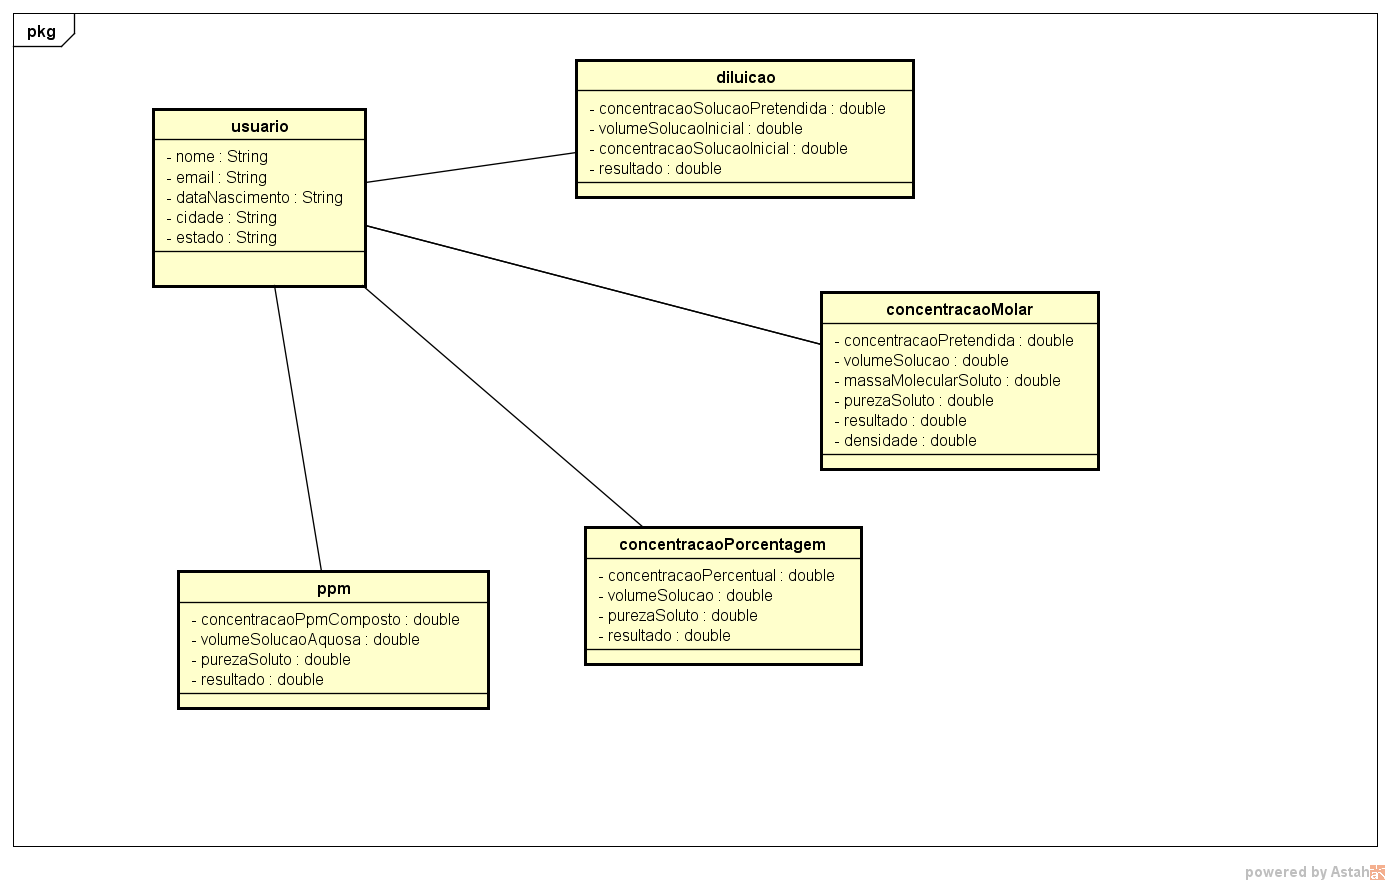 pkg
usuario
- nome : String
- email : String
- dataNascimento : String
- cidade : String
- estado : String
diluicao
- concentracaoSolucaoPretendida : double
- volumeSolucaoInicial : double
- concentracaoSolucaoInicial : double
- resultado : double
concentracaoMolar
- concentracaoPretendida : double
- volumeSolucao : double
- massaMolecularSoluto : double
- purezaSoluto : double
- resultado : double
- densidade : double
concentracaoPorcentagem
- concentracaoPercentual : double
- volumeSolucao : double
- purezaSoluto : double
- resultado : double
ppm
- concentracaoPpmComposto : double
- volumeSolucaoAquosa : double
- purezaSoluto : double
- resultado : double
powered by Astah